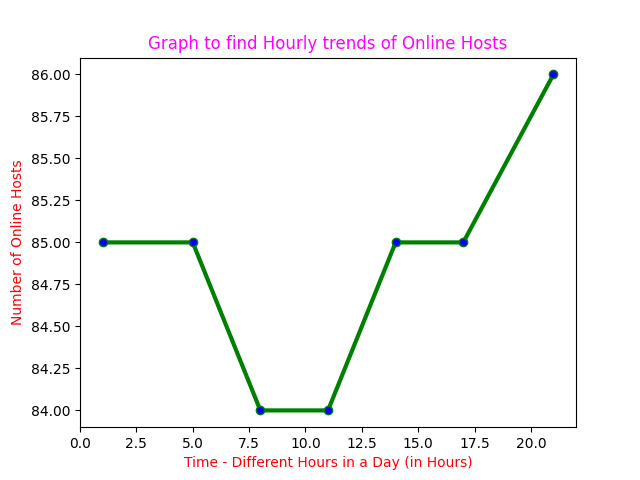 Graph to find Hourly trends of Online Hosts
Number of Online Hosts
86.00
85.75
85.50
85.25
85.00
84.75
84.50
84.25
84.00
0.0 2.5 5.0 7.5 10.0 12.5 15.0 17.5 20.0
Time - Different Hours in a Day (in Hours)